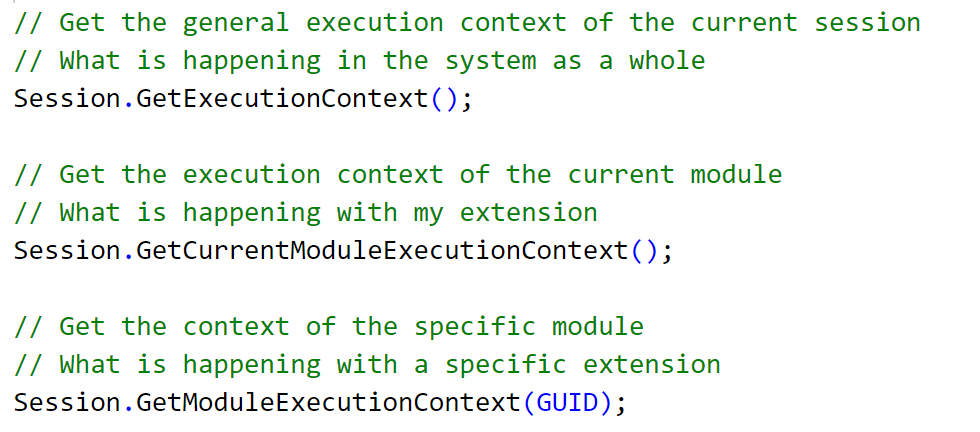 // Get the general execution context of the current session
// What is happening in the system as a whole
Session.GetExecutionContext();
// Get the execution context of the current module
// What is happening with my extension
Session.GetCurrentModuleExecutionContext();
// Get the context of the specific module
// What is happening with a specific extension
Session.GetModuleExecutionContext(GUID);